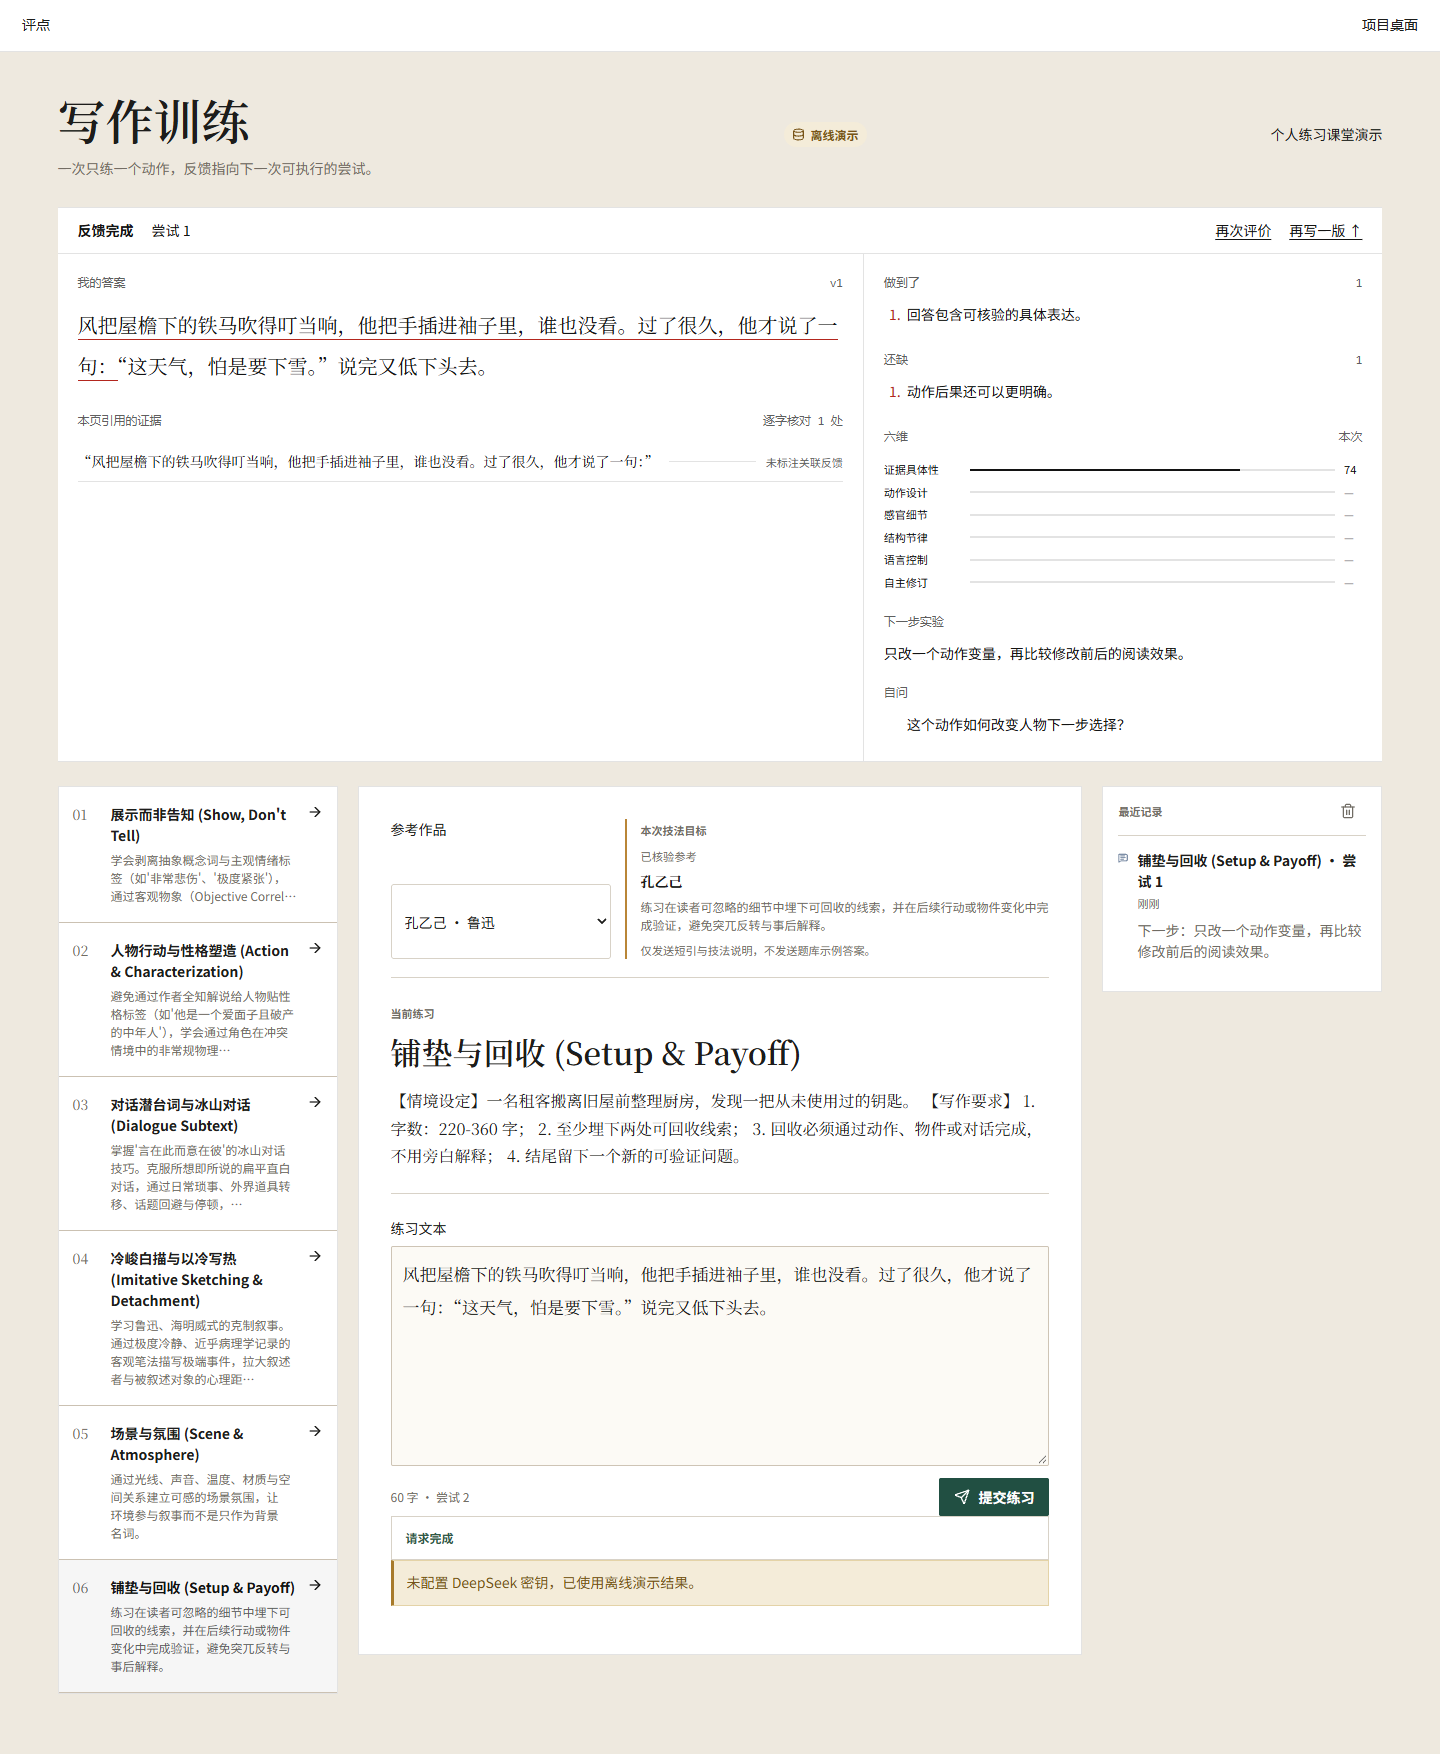 评点
项目桌面
写作训练
一次只练一个动作，反馈指向下一次可执行的尝试。
离线演示
个人练习课堂演示
反馈完成 尝试 1
再次评价 再写一版 ↑
我的答案 v1
风把屋檐下的铁马吹得叮当响，他把手插进袖子里，谁也没看。过了很久，他才说了一
句：“这天气，怕是要下雪。”说完又低下头去。
本页引用的证据 逐字核对 1 处
“风把屋檐下的铁马吹得叮当响，他把手插进袖子里，谁也没看。过了很久，他才说了一句：” 未标注关联反馈
做到了 1
1. 回答包含可核验的具体表达。
还缺 1
1. 动作后果还可以更明确。
六维 本次
证据具体性 74
动作设计 —
感官细节 —
结构节律 —
语言控制 —
自主修订 —
下一步实验
只改一个动作变量，再比较修改前后的阅读效果。
自问
这个动作如何改变人物下一步选择？
01 展示而非告知 (Show, Don't
Tell)
学会剥离抽象概念词与主观情绪标
签（如'非常悲伤'、'极度紧张'），
通过客观物象（Objective Correl…
02 人物行动与性格塑造 (Action
& Characterization)
避免通过作者全知解说给人物贴性
格标签（如'他是一个爱面子且破产
的中年人'），学会通过角色在冲突
情境中的非常规物理…
03 对话潜台词与冰山对话
(Dialogue Subtext)
掌握'言在此而意在彼'的冰山对话
技巧。克服所想即所说的扁平直白
对话，通过日常琐事、外界道具转
移、话题回避与停顿，…
04 冷峻白描与以冷写热
(Imitative Sketching &
Detachment)
学习鲁迅、海明威式的克制叙事。
通过极度冷静、近乎病理学记录的
客观笔法描写极端事件，拉大叙述
者与被叙述对象的心理距…
05 场景与氛围 (Scene &
Atmosphere)
通过光线、声音、温度、材质与空
间关系建立可感的场景氛围，让
环境参与叙事而不是只作为背景
名词。
06 铺垫与回收 (Setup & Payoff)
练习在读者可忽略的细节中埋下可
回收的线索，并在后续行动或物件
变化中完成验证，避免突兀反转与
事后解释。
参考作品
孔乙己 · 鲁迅
本次技法目标
已核验参考
孔乙己
练习在读者可忽略的细节中埋下可回收的线索，并在后续行动或物件变化中完
成验证，避免突兀反转与事后解释。
仅发送短引与技法说明，不发送题库示例答案。
当前练习
铺垫与回收 (Setup & Payoff)
【情境设定】一名租客搬离旧屋前整理厨房，发现一把从未使用过的钥匙。 【写作要求】 1.
字数：220-360 字； 2. 至少埋下两处可回收线索； 3. 回收必须通过动作、物件或对话完成，
不用旁白解释； 4. 结尾留下一个新的可验证问题。
练习文本
风把屋檐下的铁马吹得叮当响，他把手插进袖子里，谁也没看。过了很久，他才说了
一句：“这天气，怕是要下雪。”说完又低下头去。
60 字 · 尝试 2
提交练习
请求完成
未配置 DeepSeek 密钥，已使用离线演示结果。
最近记录
铺垫与回收 (Setup & Payoff) · 尝
试 1
刚刚
下一步：只改一个动作变量，再比较
修改前后的阅读效果。